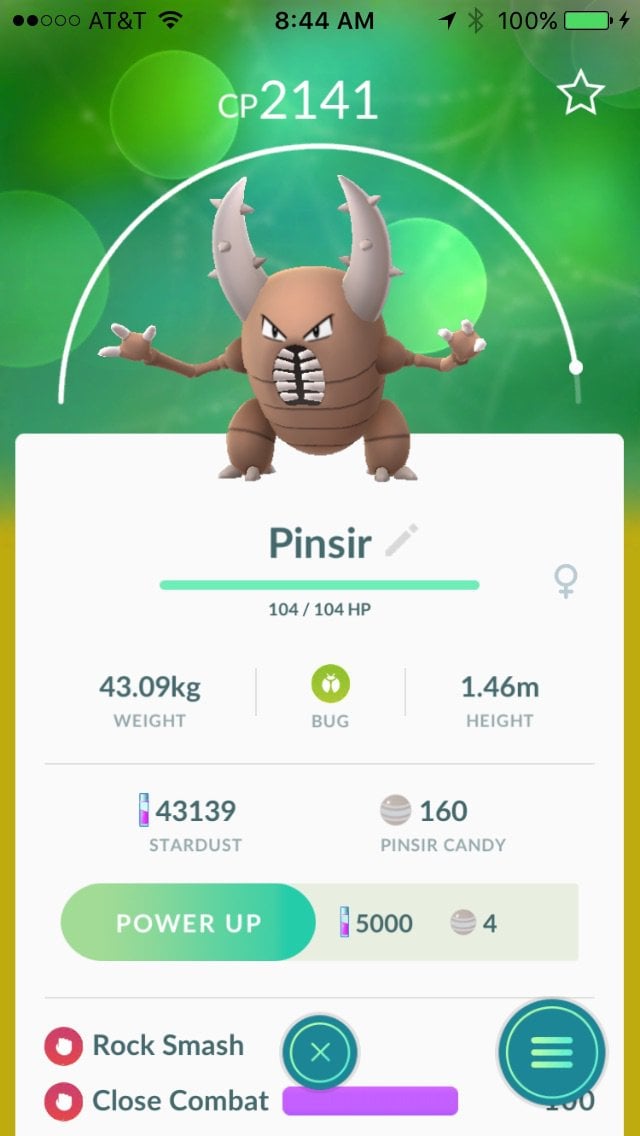 AT&T 8:44 AM 100%
CP2141
Pinsir
104 / 104 HP
43.09kg 1.46m
WEIGHT BUG HEIGHT
43139 160
STARDUST PINSIR CANDY
POWER UP 5000 4
Rock Smash
Close Combat 100